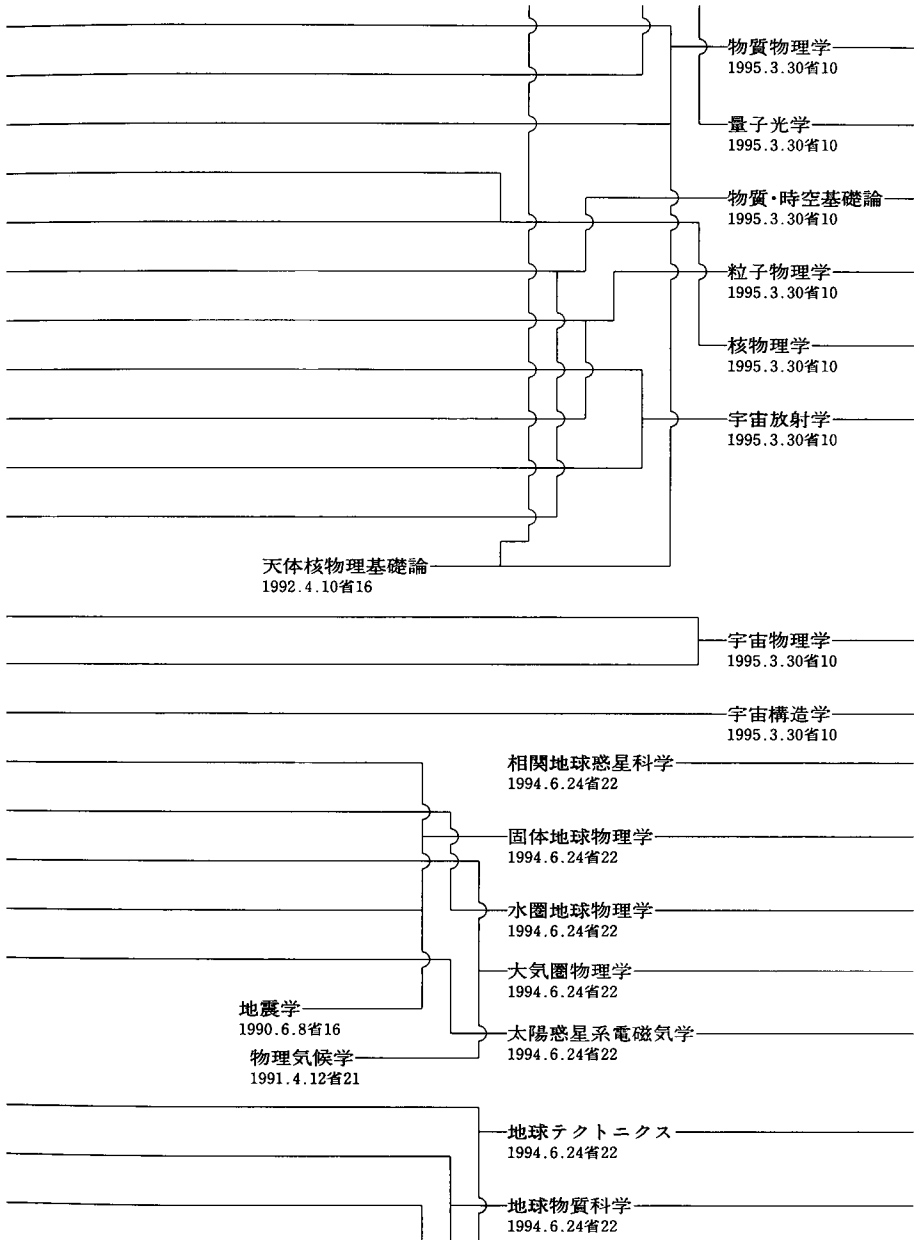 物質物理学
1995.3.30省10
量子光学
1995.3.30省10
物質・時空基礎論
1995.3.30省10
粒子物理学
1995.3.30省10
核物理学
1995.3.30省10
宇宙放射学
1995.3.30省10
天体核物理基礎論
1992.4.10省16
宇宙物理学
1995.3.30省10
宇宙構造学
1995.3.30省10
相関地球惑星科学
1994.6.24省22
固体地球物理学
1994.6.24省22
水圏地球物理学
1994.6.24省22
大気圏物理学
1994.6.24省22
地震学
1990.6.8省16
太陽惑星系電磁気学
1994.6.24省22
物理気候学
1991.4.12省21
地球テクトニクス
1994.6.24省22
地球物質科学
1994.6.24省22